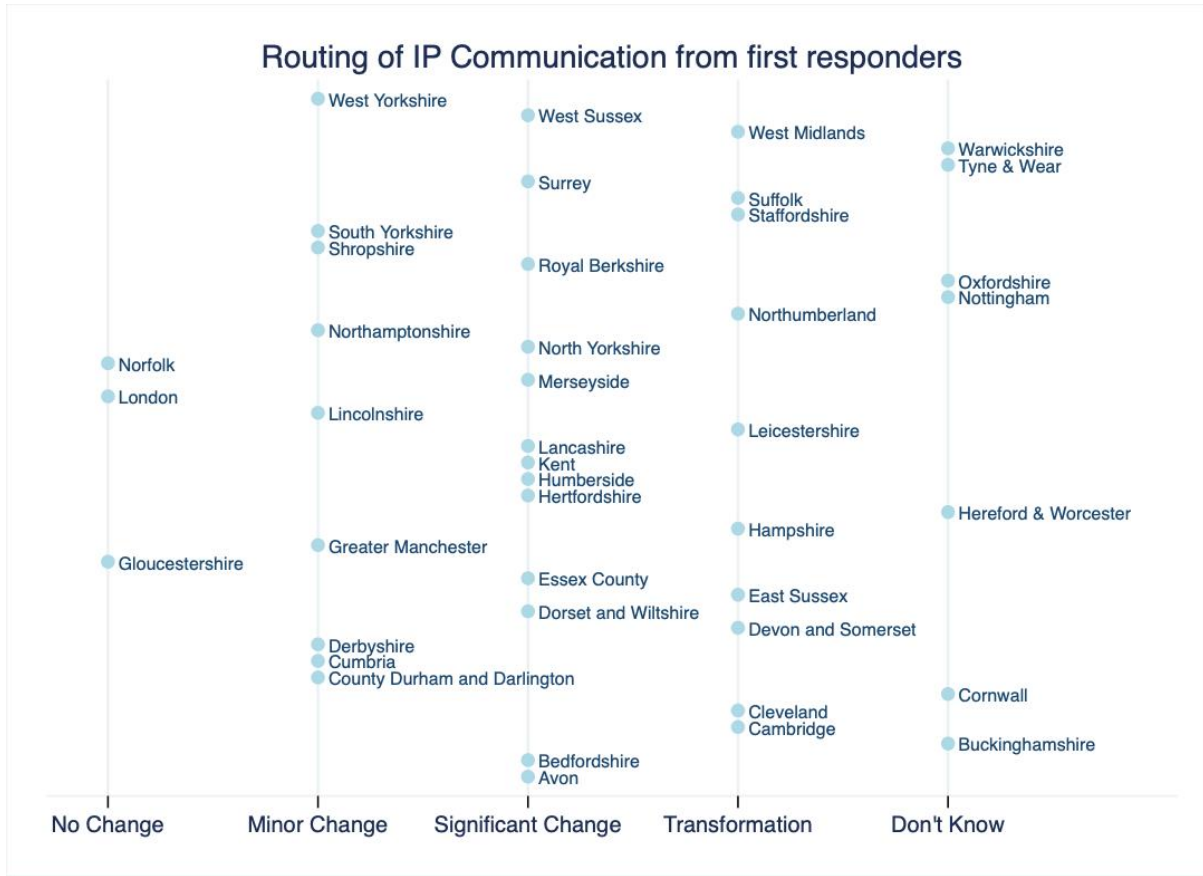 Routing of IP Communication from first responders
West Yorkshire
West Sussex
West Midlands
Warwickshire
Tyne & Wear
Surrey
Suffolk
Staffordshire
South Yorkshire
Shropshire
Royal Berkshire
Oxfordshire
Nottingham
Northumberland
Northamptonshire
North Yorkshire
Norfolk
Merseyside
London
Lincolnshire
Leicestershire
Lancashire
Kent
Humberside
Hertfordshire
Hereford & Worcester
Hampshire
Greater Manchester
Gloucestershire
Essex County
East Sussex
Dorset and Wiltshire
Devon and Somerset
Derbyshire
Cumbria
County Durham and Darlington
Cornwall
Cleveland
Cambridge
Buckinghamshire
Bedfordshire
Avon
No Change Minor Change Significant Change Transformation Don't Know